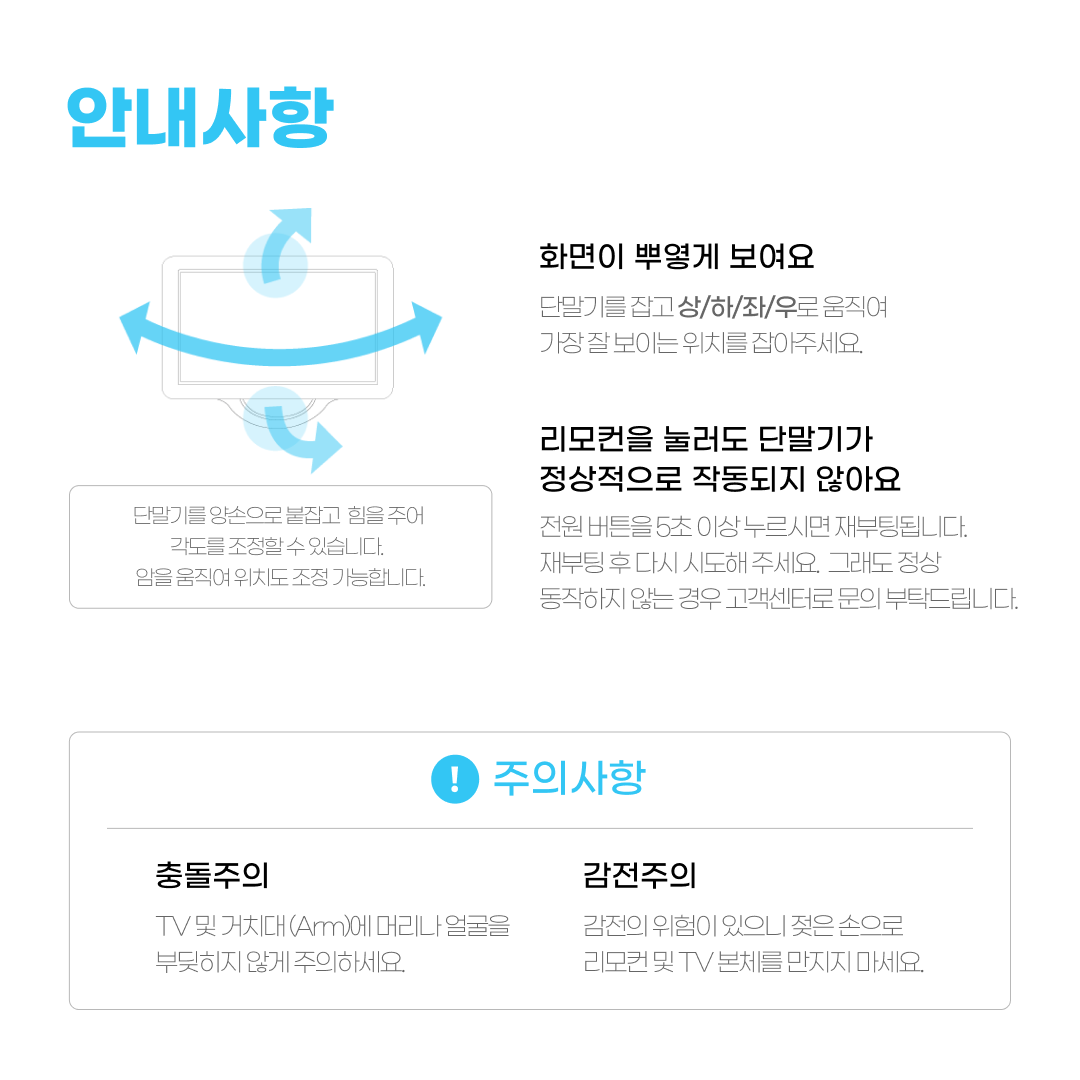 안내사항
화면이 뿌옇게 보여요
단말기를 잡고 상/하/좌/우로 움직여
가장 잘 보이는 위치를 잡아주세요.
리모컨을 눌러도 단말기가
정상적으로 작동되지 않아요
전원 버튼을 5초 이상 누르시면 재부팅됩니다.
재부팅 후 다시 시도해 주세요. 그래도 정상
동작하지 않는 경우 고객센터로 문의 부탁드립니다.
단말기를 양손으로 붙잡고 힘을 주어
각도를 조정할 수 있습니다.
암을 움직여 위치도 조정 가능합니다.
! 주의사항
충돌주의
TV 및 거치대 (Arm)에 머리나 얼굴을
부딪히지 않게 주의하세요.
감전주의
감전의 위험이 있으니 젖은 손으로
리모컨 및 TV 본체를 만지지 마세요.